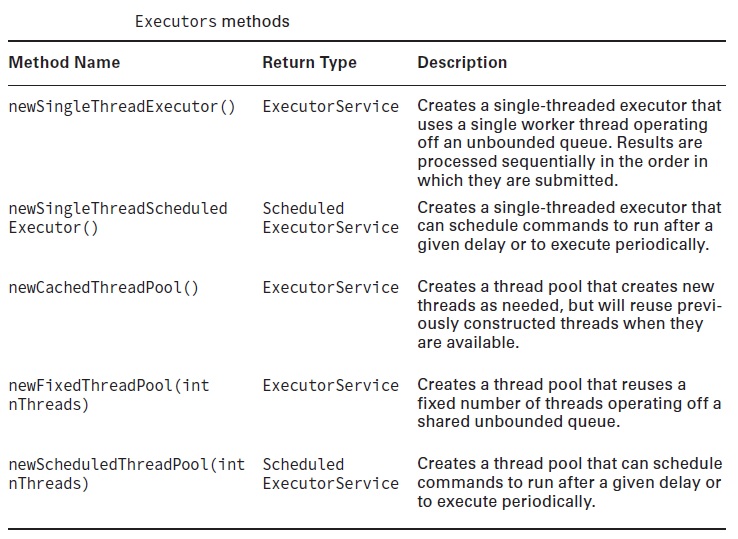 Executors methods
Method Name Return Type Description
newSingleThreadExecutor() ExecutorService Creates a single-threaded executor that
uses a single worker thread operating
off an unbounded queue. Results are
processed sequentially in the order in
which they are submitted.
newSingleThreadScheduled Scheduled Creates a single-threaded executor that
Executor() ExecutorService can schedule commands to run after a
given delay or to execute periodically.
newCachedThreadPool() ExecutorService Creates a thread pool that creates new
threads as needed, but will reuse previ-
ously constructed threads when they
are available.
newFixedThreadPool(int ExecutorService Creates a thread pool that reuses a
nThreads) fixed number of threads operating off a
shared unbounded queue.
newScheduledThreadPool(int Scheduled Creates a thread pool that can schedule
nThreads) ExecutorService commands to run after a given delay or
to execute periodically.